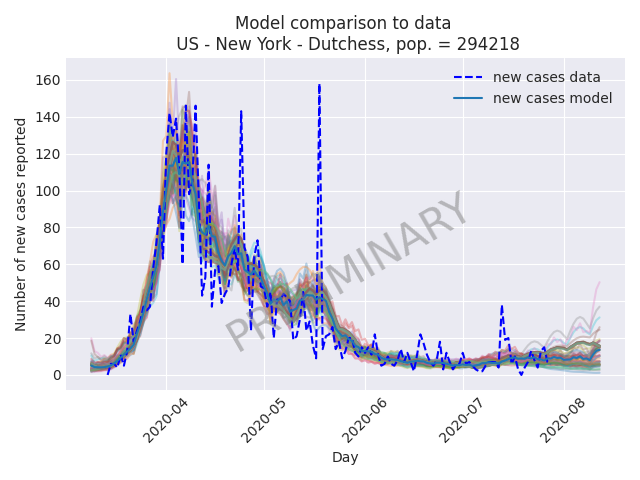 Model comparison to data
US - New York - Dutchess, pop. = 294218
new cases data
new cases model
PRELIMINARY
Number of new cases reported
160
140
120
100
80
60
40
20
0
2020-04
2020-05
2020-06
2020-07
2020-08
Day